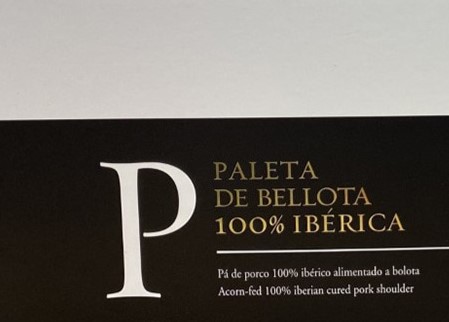 P
PALETA
DE BELLOTA
100% IBÉRICA
Pá de porco 100% ibérico alimentado a bolota
Acorn-fed 100% iberian cured pork shoulder